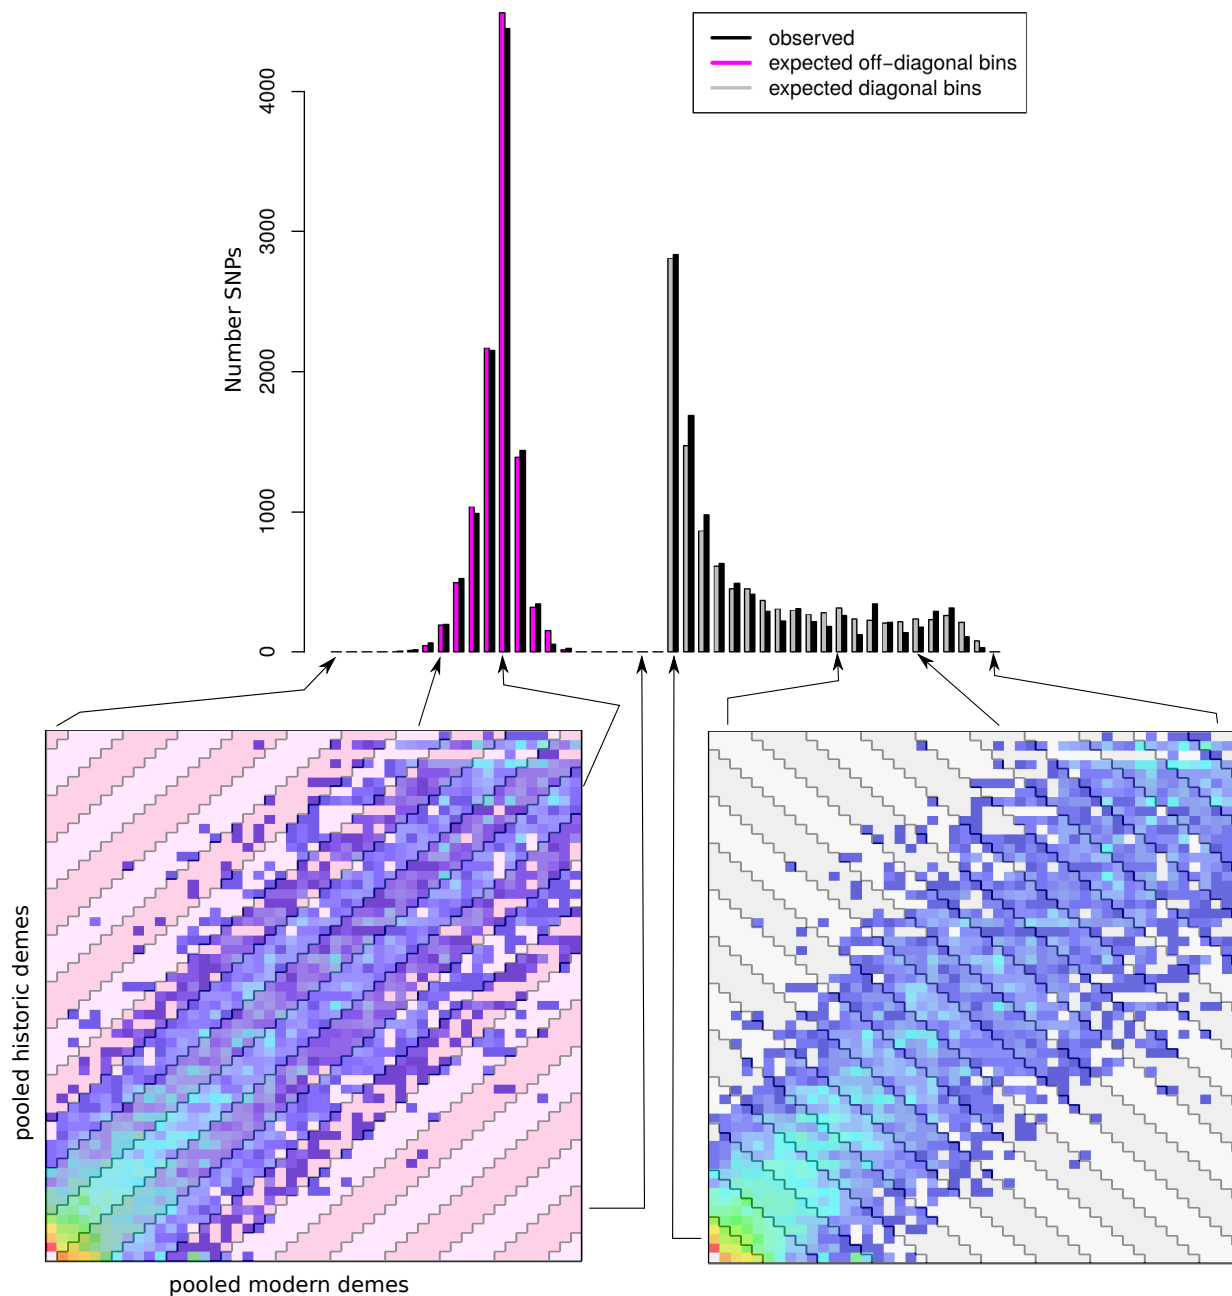 observed
expected off−diagonal bins
expected diagonal bins
Number SNPs
4000
3000
2000
1000
0
pooled historic demes
pooled modern demes